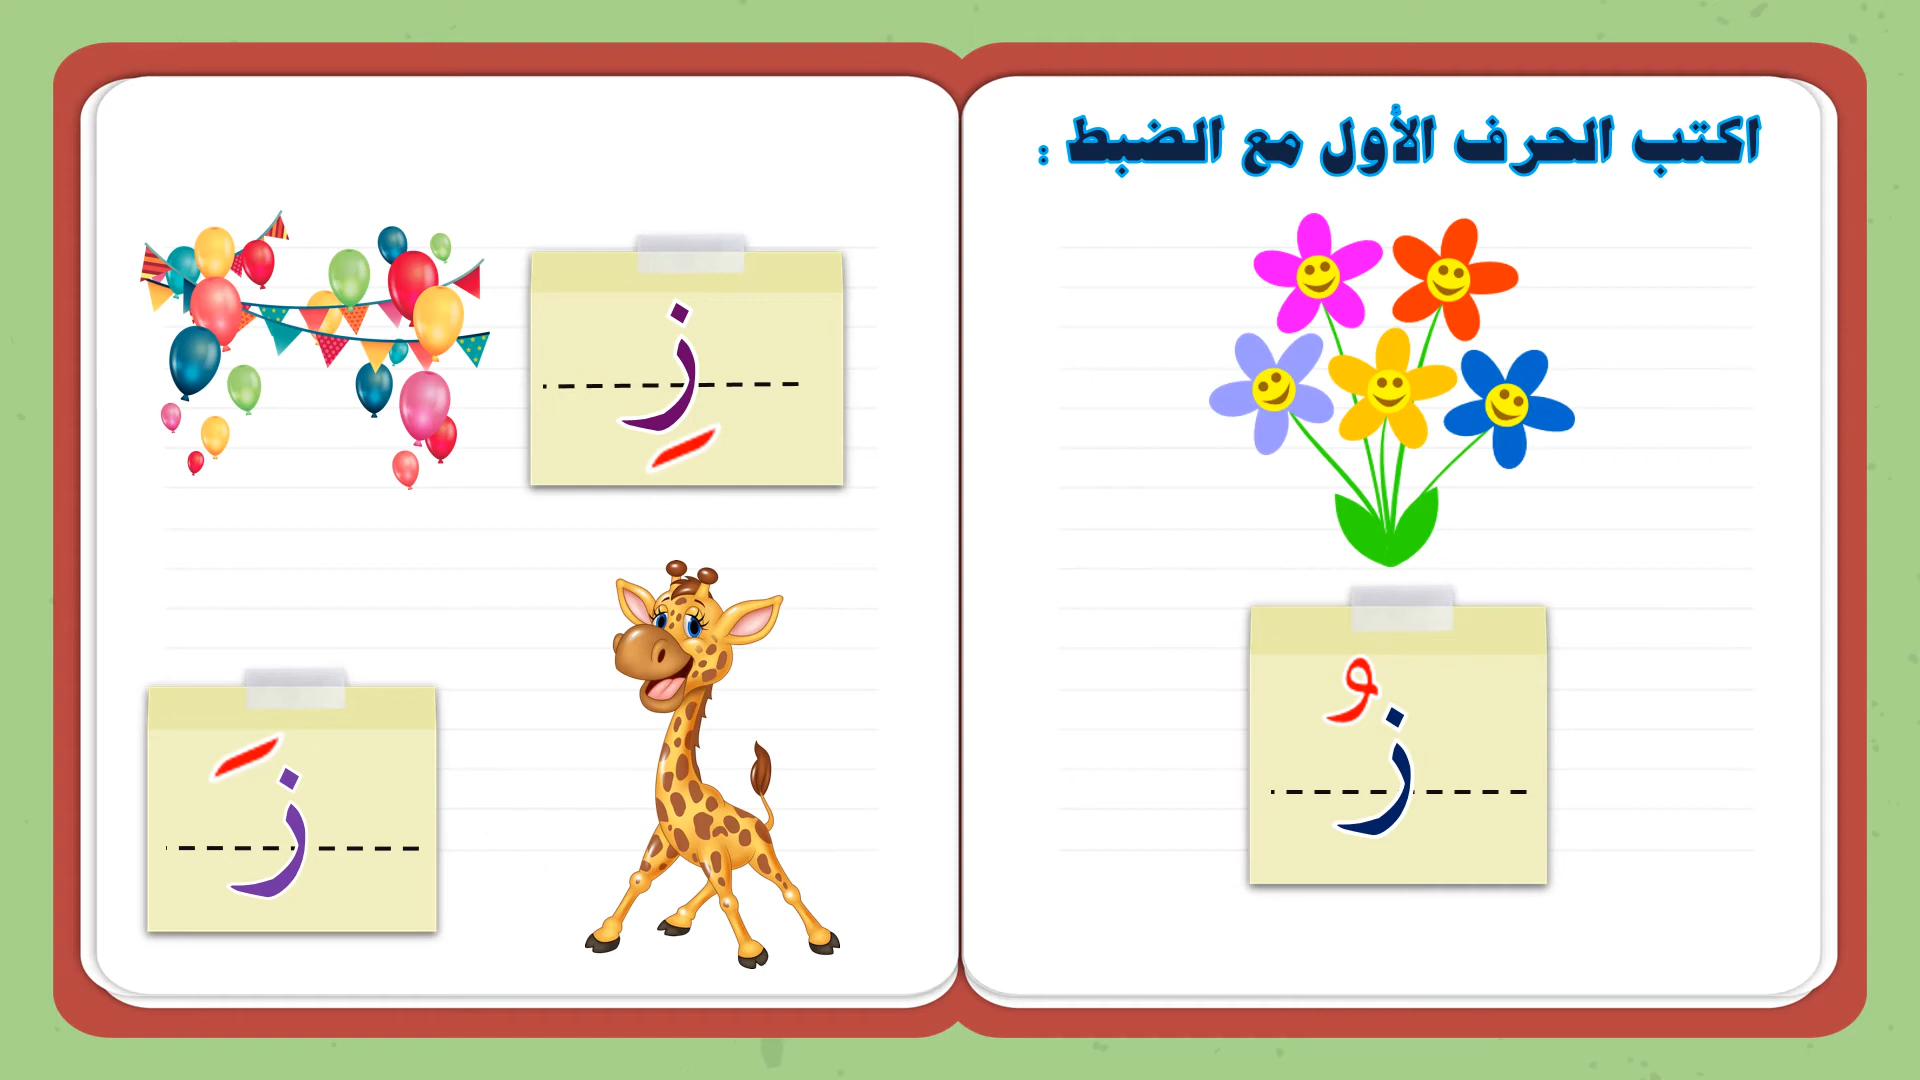 اكتب الحرف الأول مع الضبط :
زُ
زِ
زَ